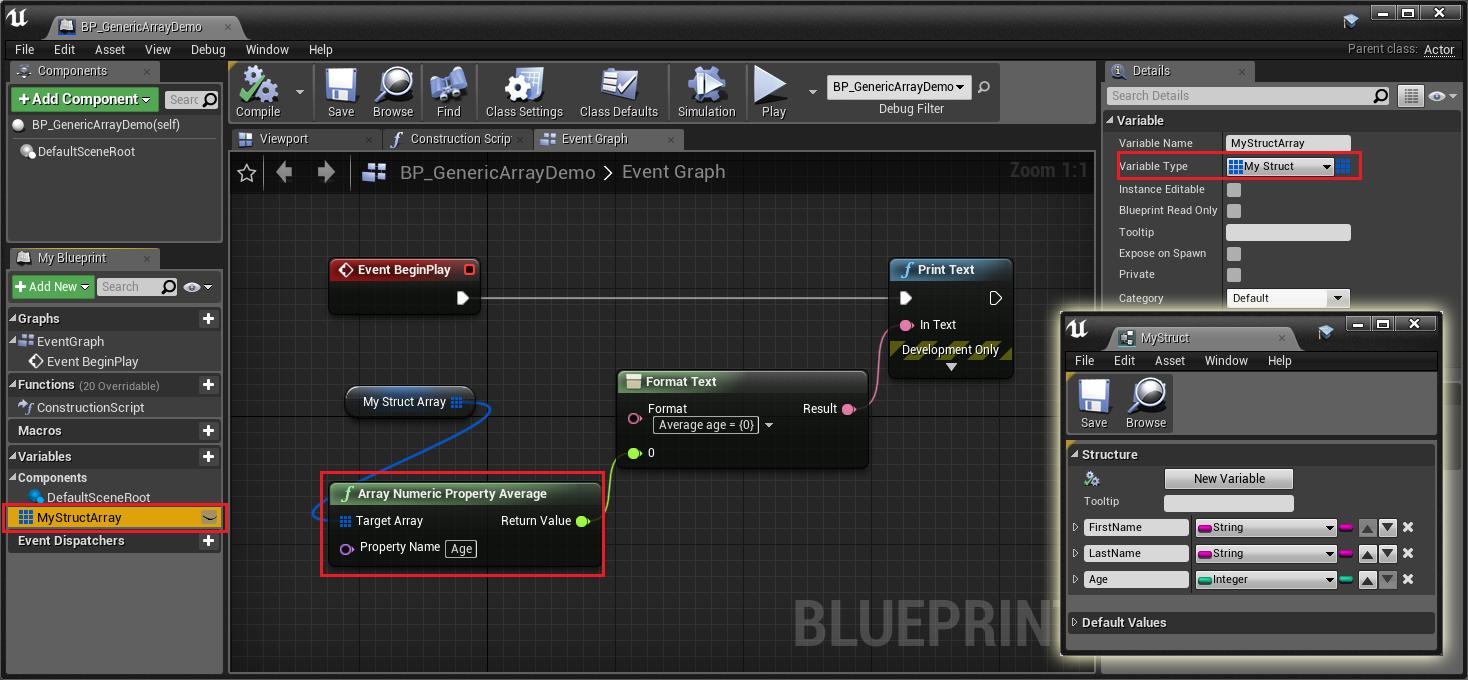 BP_GenericArrayDemo
File Edit Asset View Debug Window Help
Parent class: Actor
Components
+ Add Component
Searc
BP_GenericArrayDemo(self)
DefaultSceneRoot
My Blueprint
+ Add New
Search
Graphs
EventGraph
Event BeginPlay
Functions (20 Overridable)
ConstructionScript
Macros
Variables
Components
DefaultSceneRoot
MyStructArray
Event Dispatchers
Compile
Save
Browse
Find
Class Settings
Class Defaults
Simulation
Play
BP_GenericArrayDemo
Debug Filter
Viewport
Construction Scrip
Event Graph
BP_GenericArrayDemo > Event Graph
Zoom 1:1
Event BeginPlay
Print Text
In Text
Development Only
My Struct Array
Format Text
Format
Average age = {0}
Result
0
Array Numeric Property Average
Target Array
Return Value
Property Name
Age
BLUEPRINT
Details
Search Details
Variable
Variable Name
MyStructArray
Variable Type
My Struct
Instance Editable
Blueprint Read Only
Tooltip
Expose on Spawn
Private
Category
Default
MyStruct
File Edit Asset Window Help
Save
Browse
Structure
New Variable
Tooltip
FirstName
String
LastName
String
Age
Integer
Default Values